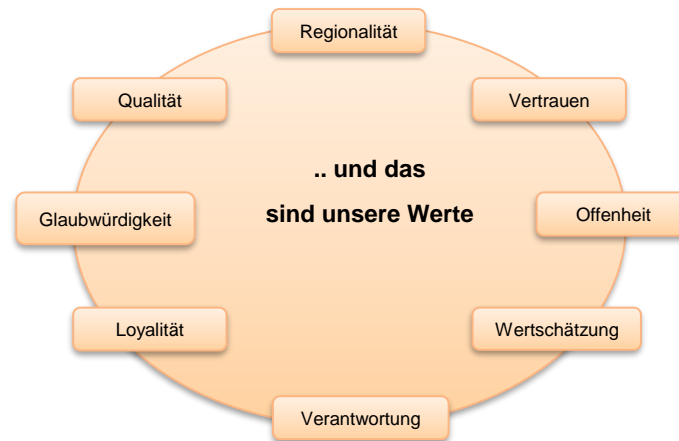 Regionalität
Qualität
Vertrauen
.. und das
sind unsere Werte
Glaubwürdigkeit
Offenheit
Loyalität
Wertschätzung
Verantwortung